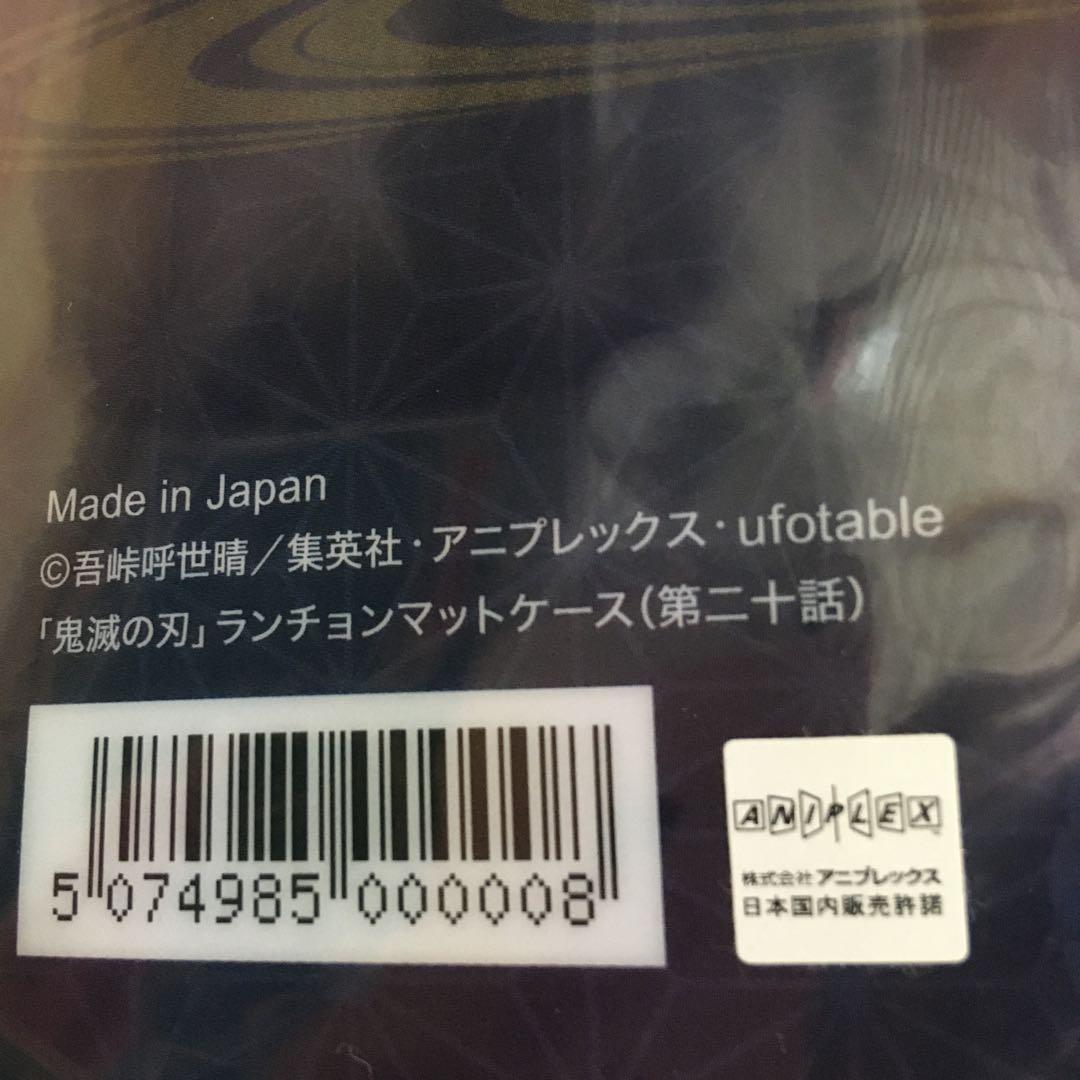 Made in Japan
©吾峠呼世晴／集英社・アニプレックス・ufotable
「鬼滅の刃」ランチョンマットケース（第二十話）
5 074985 000008
ANIPLEX
株式会社アニプレックス
日本国内販売許諾